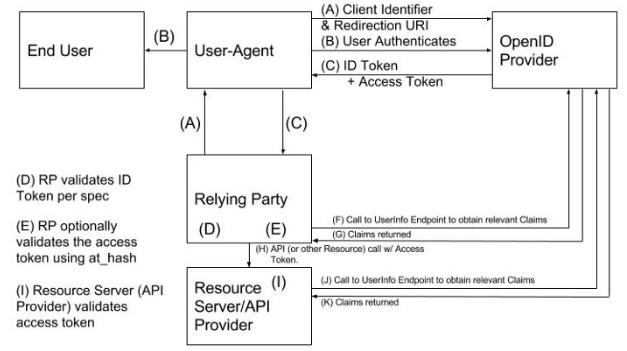 (A) Client Identifier
& Redirection URI
(B)
(B) User Authenticates
End User
User-Agent
OpenID
Provider
(C) ID Token
+ Access Token
(A)
(C)
(D) RP validates ID
Token per spec
Relying Party
(D)
(E)
(E) RP optionally
validates the access
token using at_hash
(F) Call to UserInfo Endpoint to obtain relevant Claims
(G) Claims returned
(H) API (or other Resource) call w/ Access
Token.
(I) Resource Server (API
Provider) validates
access token
Resource (I)
Server/API
Provider
(J) Call to UserInfo Endpoint to obtain relevant Claims
(K) Claims returned